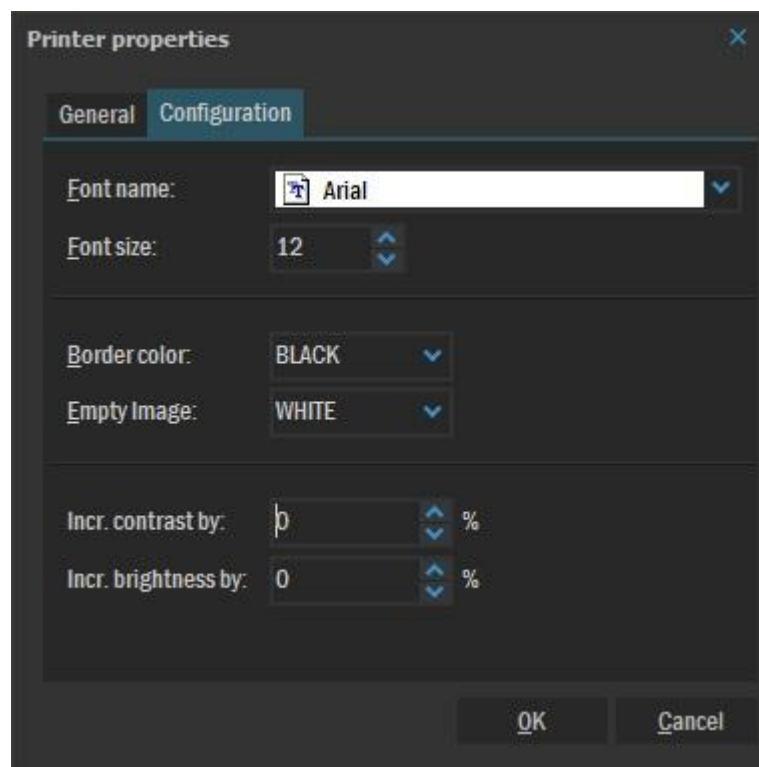 Printer properties
General Configuration
Font name: Arial
Font size: 12
Border color: BLACK
Empty Image: WHITE
Incr. contrast by: 0 %
Incr. brightness by: 0 %
OK Cancel